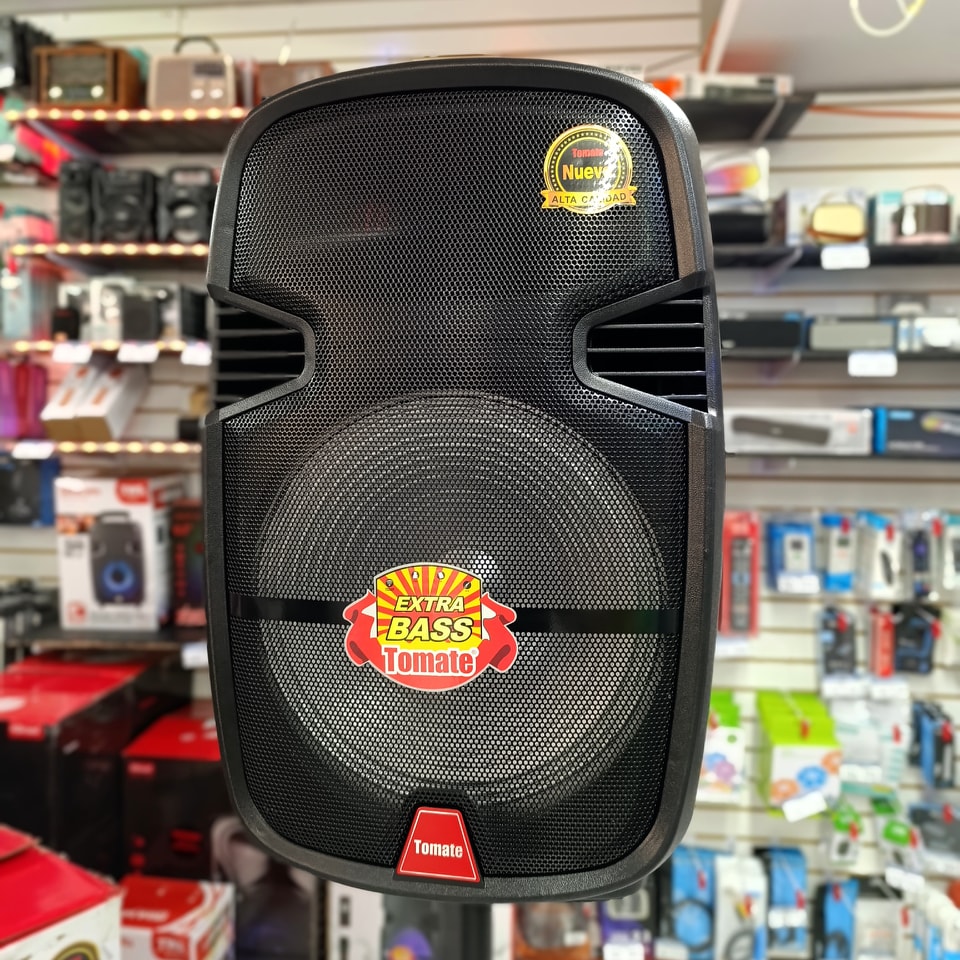 Tomate
Nuevo
ALTA CALIDAD
EXTRA
BASS
Tomate®
Tomate